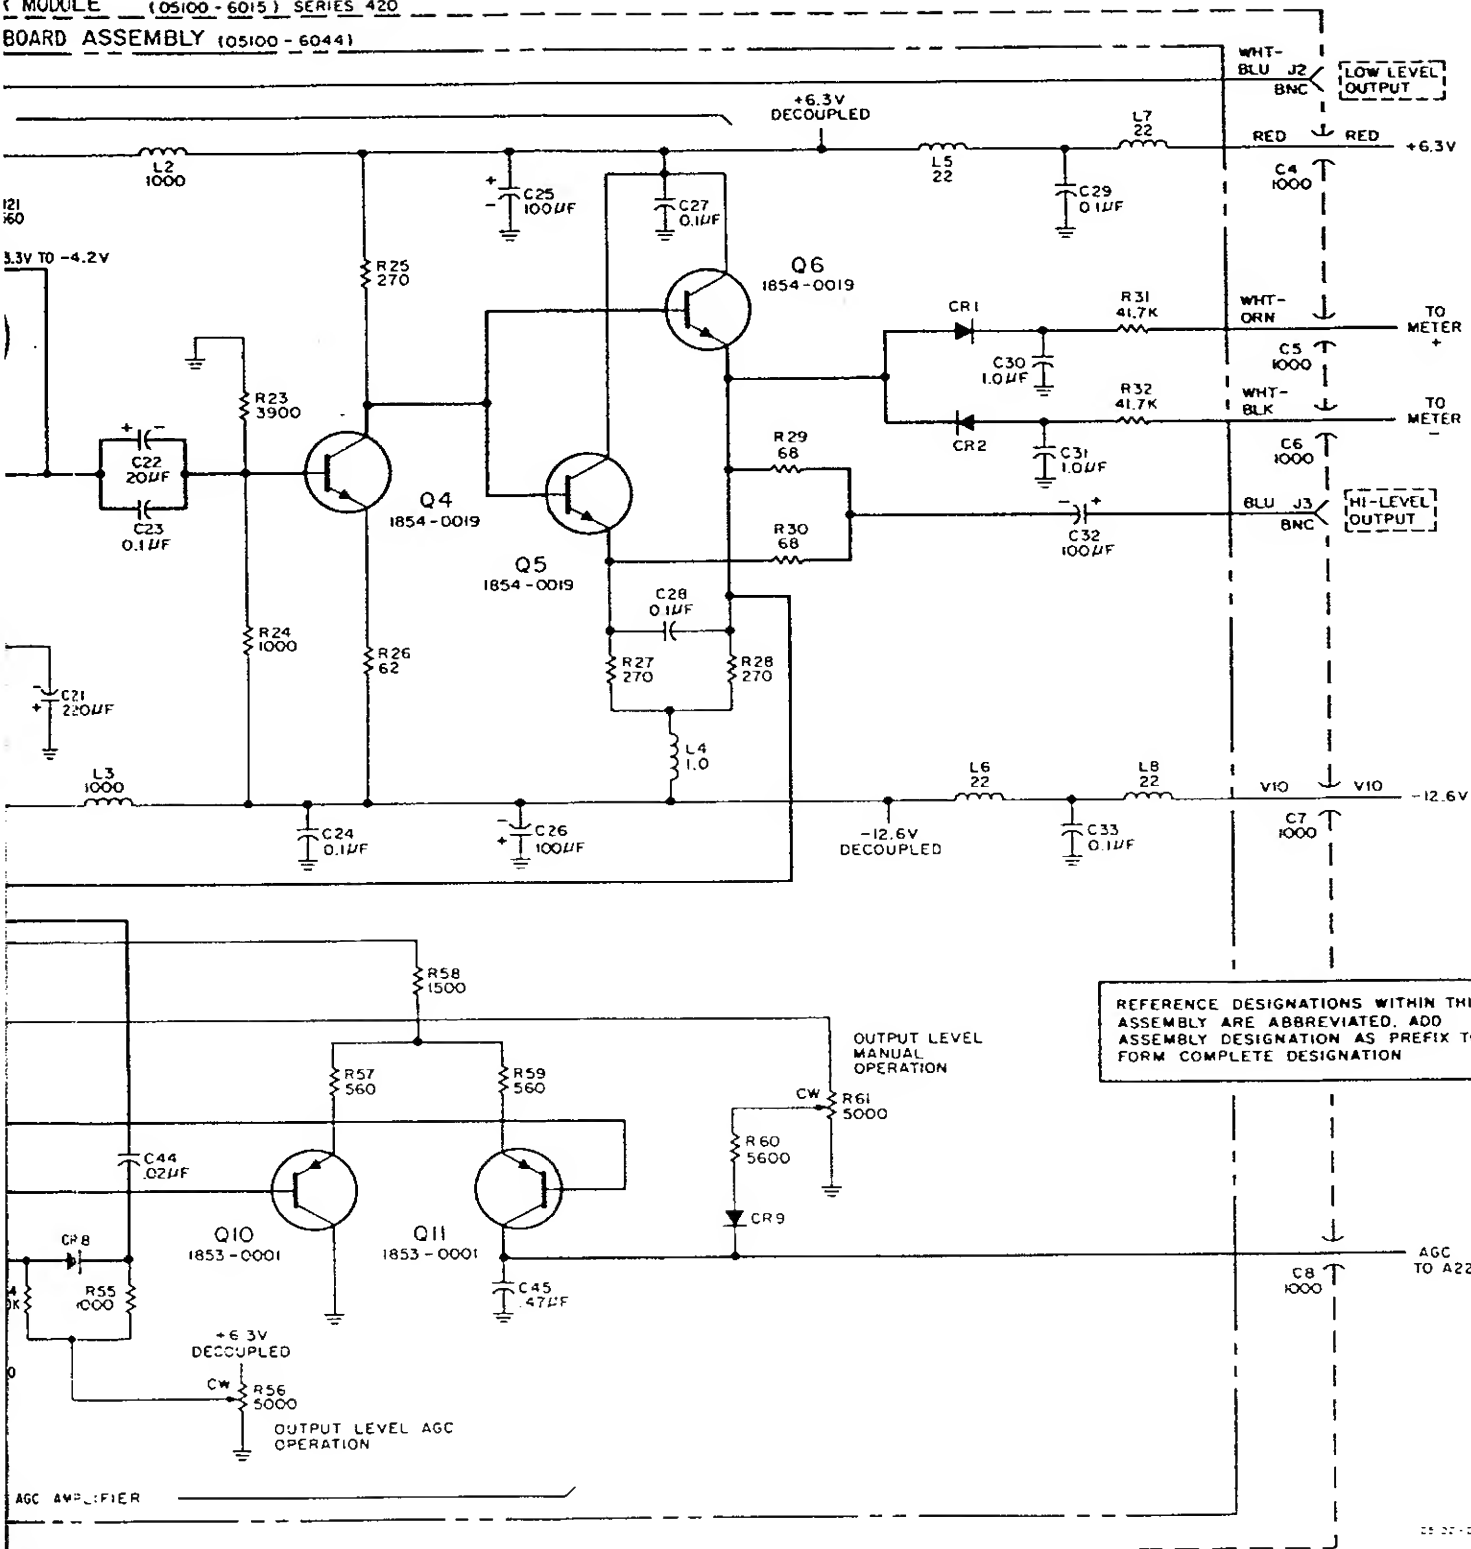 MODULE (05100-6015) SERIES 420
BOARD ASSEMBLY (05100-6044)
WHT-
BLU J2
BNC
LOW LEVEL
OUTPUT
+6.3V
DECOUPLED
L7
22
RED RED
+6.3V
L2
1000
L5
22
C4
1000
+
-
C25
100µF
C27
0.1µF
C29
0.1µF
3.3V TO -4.2V
R25
270
Q6
1854-0019
CR1
R31
41.7K
WHT-
ORN
TO
METER
+
C30
1.0µF
C5
1000
R23
3900
R32
41.7K
WHT-
BLK
TO
METER
-
+ -
C22
20µF
CR2
C31
1.0µF
C6
1000
R29
68
C23
0.1µF
Q4
1854-0019
BLU J3
BNC
HI-LEVEL
OUTPUT
- +
C32
100µF
R30
68
Q5
1854-0019
C28
0.1µF
R24
1000
R26
62
R27
270
R28
270
-
+
C21
220µF
L4
1.0
L3
1000
L6
22
L8
22
VIO VIO
-12.6V
C24
0.1µF
-
+
C26
100µF
-12.6V
DECOUPLED
C33
0.1µF
C7
1000
R58
1500
REFERENCE DESIGNATIONS WITHIN
ASSEMBLY ARE ABBREVIATED. ADD
ASSEMBLY DESIGNATION AS PREFIX
FORM COMPLETE DESIGNATION
OUTPUT LEVEL
MANUAL
OPERATION
R57
560
R59
560
CW
R61
5000
C44
.02µF
R60
5600
Q10
1853-0001
Q11
1853-0001
CR9
CR8
R55
1000
C45
.47µF
C8
1000
AGC
TO A22
+6.3V
DECOUPLED
CW
R56
5000
OUTPUT LEVEL AGC
OPERATION
AGC AMPLIFIER